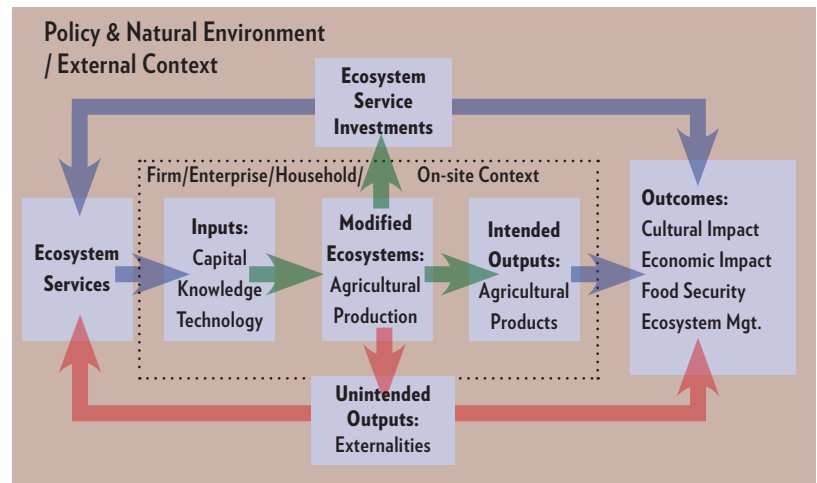 Policy & Natural Environment
/ External Context
Ecosystem
Service
Investments
Firm/Enterprise/Household/ On-site Context
Ecosystem
Services
Inputs:
Capital
Knowledge
Technology
Modified
Ecosystems:
Agricultural
Production
Intended
Outputs:
Agricultural
Products
Outcomes:
Cultural Impact
Economic Impact
Food Security
Ecosystem Mgt.
Unintended
Outputs:
Externalities